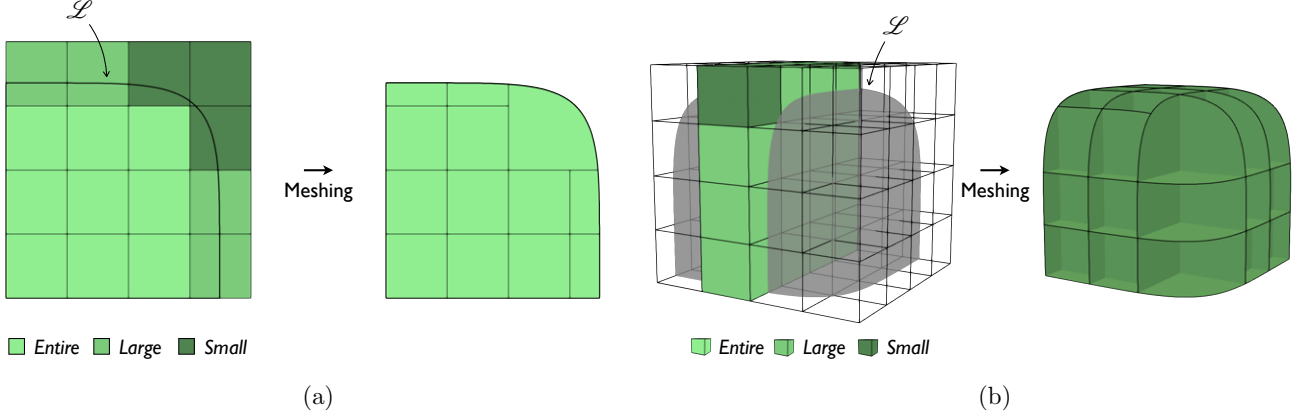 ℒ
ℒ
Meshing
Meshing
Entire Large Small
Entire Large Small
(a)
(b)